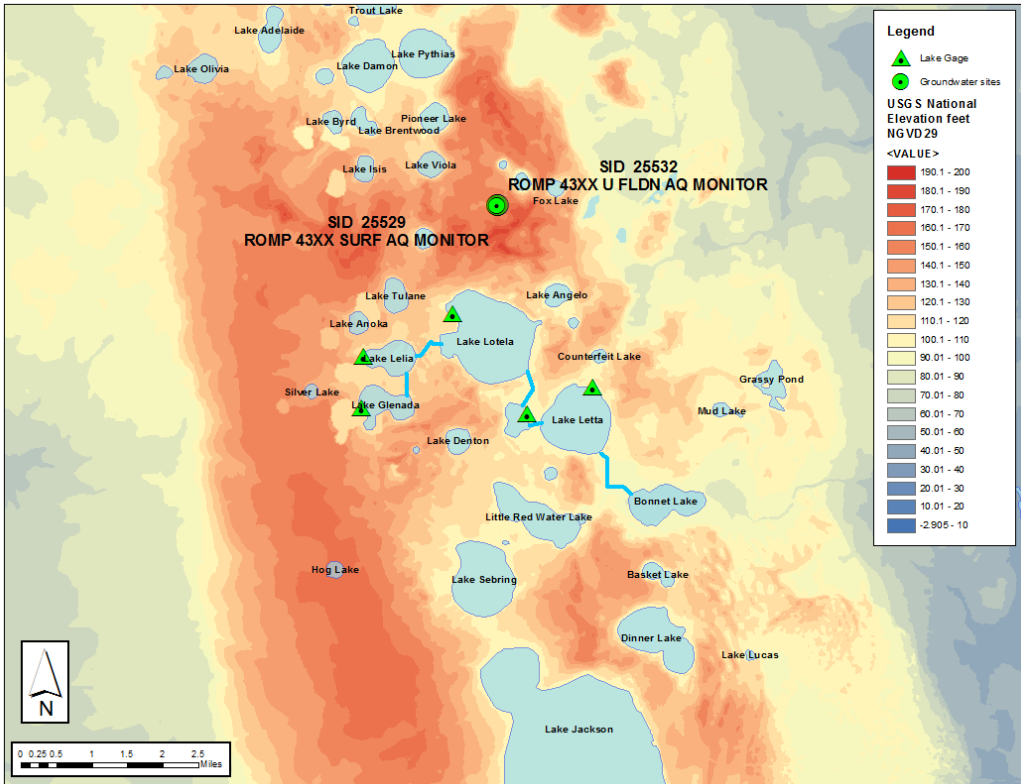 Trout Lake
Lake Adelaide
Lake Pythias
Lake Olivia
Lake Damon
Pioneer Lake
Lake Byrd
Lake Brentwood
Lake Viola
Lake Isis
SID 25532
ROMP 43XX U FLDN AQ MONITOR
Fox Lake
SID 25529
ROMP 43XX SURF AQ MONITOR
Lake Tulane
Lake Angelo
Lake Anoka
Lake Lotela
Lake Lelia
Counterfeit Lake
Grassy Pond
Silver Lake
Lake Glenada
Mud Lake
Lake Letta
Lake Denton
Bonnet Lake
Little Red Water Lake
Hog Lake
Lake Sebring
Basket Lake
Dinner Lake
Lake Lucas
Lake Jackson
N
0 0.25 0.5 1 1.5 2 2.5
Miles
Legend
Lake Gage
Groundwater sites
USGS National
Elevation feet
NGVD29
<VALUE>
190.1 - 200
180.1 - 190
170.1 - 180
160.1 - 170
150.1 - 160
140.1 - 150
130.1 - 140
120.1 - 130
110.1 - 120
100.1 - 110
90.01 - 100
80.01 - 90
70.01 - 80
60.01 - 70
50.01 - 60
40.01 - 50
30.01 - 40
20.01 - 30
10.01 - 20
-2.905 - 10